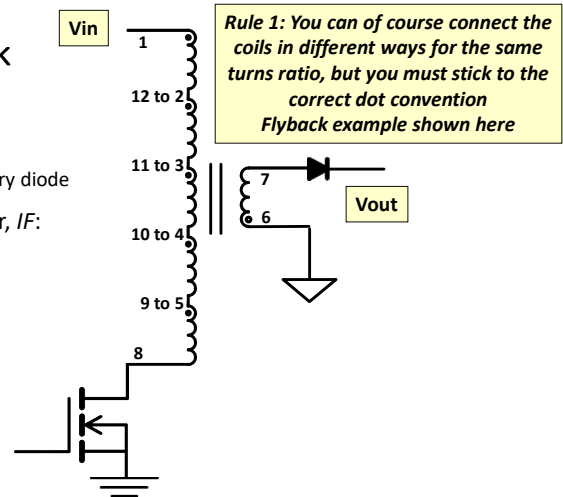 Vin
Rule 1: You can of course connect the
coils in different ways for the same
turns ratio, but you must stick to the
correct dot convention
Flyback example shown here
k
1
12 to 2
11 to 3
7
ry diode
Vout
r, IF:
6
10 to 4
9 to 5
8